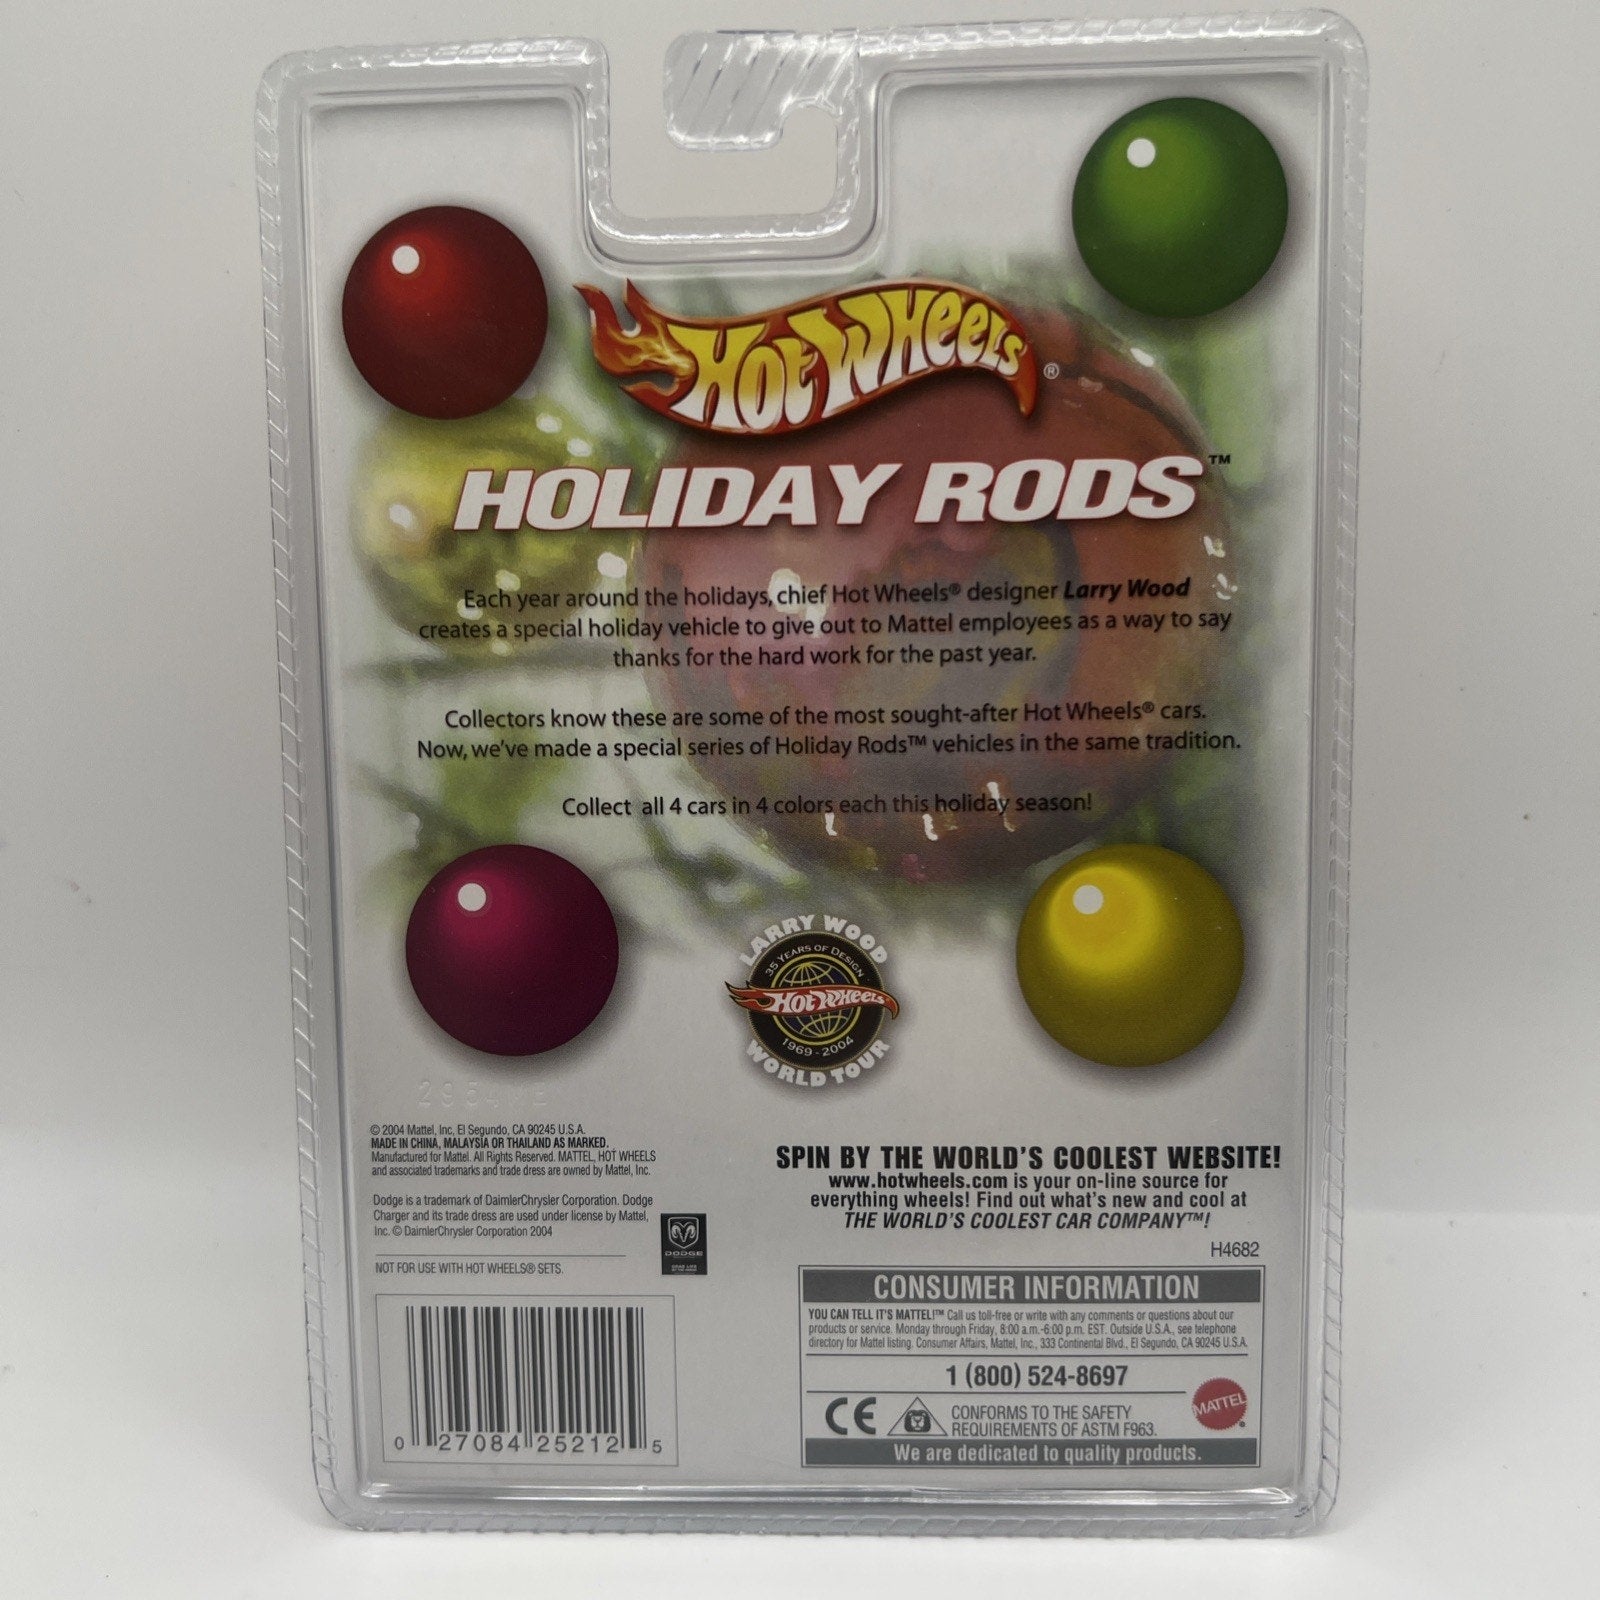 Hot Wheels®
HOLIDAY RODS™
Each year around the holidays, chief Hot Wheels® designer Larry Wood
creates a special holiday vehicle to give out to Mattel employees as a way to say
thanks for the hard work for the past year.
Collectors know these are some of the most sought-after Hot Wheels® cars.
Now, we've made a special series of Holiday Rods™ vehicles in the same tradition.
Collect all 4 cars in 4 colors each this holiday season!
LARRY WOOD
35 YEARS OF DESIGN
Hot Wheels
1969 - 2004
WORLD TOUR
© 2004 Mattel, Inc, El Segundo, CA 90245 U.S.A.
MADE IN CHINA, MALAYSIA OR THAILAND AS MARKED.
Manufactured for Mattel. All Rights Reserved. MATTEL, HOT WHEELS
and associated trademarks and trade dress are owned by Mattel, Inc.
Dodge is a trademark of DaimlerChrysler Corporation. Dodge
Charger and its trade dress are used under license by Mattel,
Inc. © DaimlerChrysler Corporation 2004
DODGE
NOT FOR USE WITH HOT WHEELS® SETS.
0 27084 25212 5
SPIN BY THE WORLD'S COOLEST WEBSITE!
www.hotwheels.com is your on-line source for
everything wheels! Find out what's new and cool at
THE WORLD'S COOLEST CAR COMPANY™!
H4682
CONSUMER INFORMATION
YOU CAN TELL IT'S MATTEL!™ Call us toll-free or write with any comments or questions about our
products or service. Monday through Friday, 8:00 a.m.-6:00 p.m. EST. Outside U.S.A., see telephone
directory for Mattel listing. Consumer Affairs, Mattel, Inc., 333 Continental Blvd., El Segundo, CA 90245 U.S.A.
1 (800) 524-8697
CE
CONFORMS TO THE SAFETY
REQUIREMENTS OF ASTM F963.
MATTEL
We are dedicated to quality products.